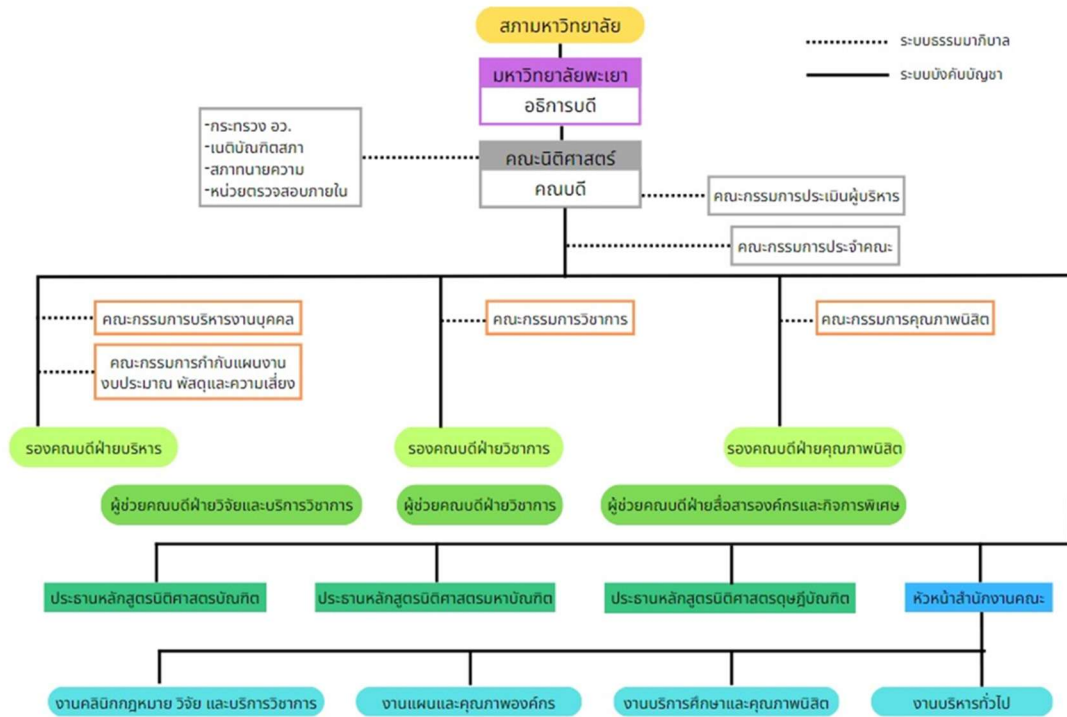 สภามหาวิทยาลัย
ระบบธรรมมาภิบาล
ระบบบังคับบัญชา
มหาวิทยาลัยพะเยา
อธิการบดี
-กระทรวง อว.
-เนติบัณฑิตสภา
-สภาทนายความ
-หน่วยตรวจสอบภายใน
คณะนิติศาสตร์
คณบดี
คณะกรรมการประเมินผู้บริหาร
คณะกรรมการประจำคณะ
คณะกรรมการบริหารงานบุคคล
คณะกรรมการวิชาการ
คณะกรรมการคุณภาพนิสิต
คณะกรรมการกำกับแผนงาน
งบประมาณ พัสดุและความเสี่ยง
รองคณบดีฝ่ายบริหาร
รองคณบดีฝ่ายวิชาการ
รองคณบดีฝ่ายคุณภาพนิสิต
ผู้ช่วยคณบดีฝ่ายวิจัยและบริการวิชาการ
ผู้ช่วยคณบดีฝ่ายวิชาการ
ผู้ช่วยคณบดีฝ่ายสื่อสารองค์กรและกิจการพิเศษ
ประธานหลักสูตรนิติศาสตรบัณฑิต
ประธานหลักสูตรนิติศาสตรมหาบัณฑิต
ประธานหลักสูตรนิติศาสตรดุษฎีบัณฑิต
หัวหน้าสำนักงานคณะ
งานคลินิกกฎหมาย วิจัย และบริการวิชาการ
งานแผนและคุณภาพองค์กร
งานบริการศึกษาและคุณภาพนิสิต
งานบริหารทั่วไป